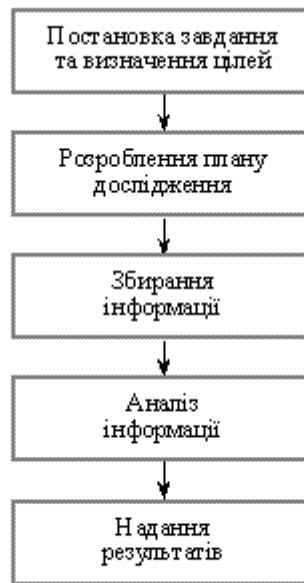 Постановка завдання
та визначення цілей
Розроблення плану
дослідження
Збирання
інформації
Аналіз
інформації
Надання
результатів